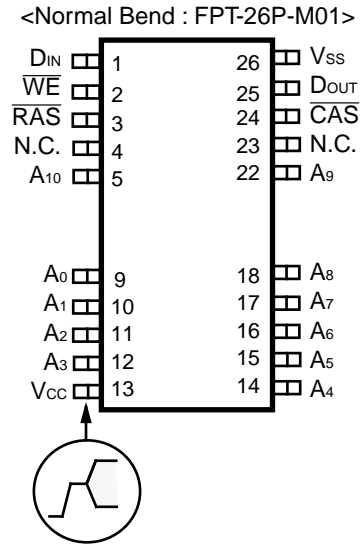 <Normal Bend : FPT-26P-M01>
DIN 1 26 VSS
WE 2 25 DOUT
RAS 3 24 CAS
N.C. 4 23 N.C.
A10 5 22 A9
A0 9 18 A8
A1 10 17 A7
A2 11 16 A6
A3 12 15 A5
VCC 13 14 A4